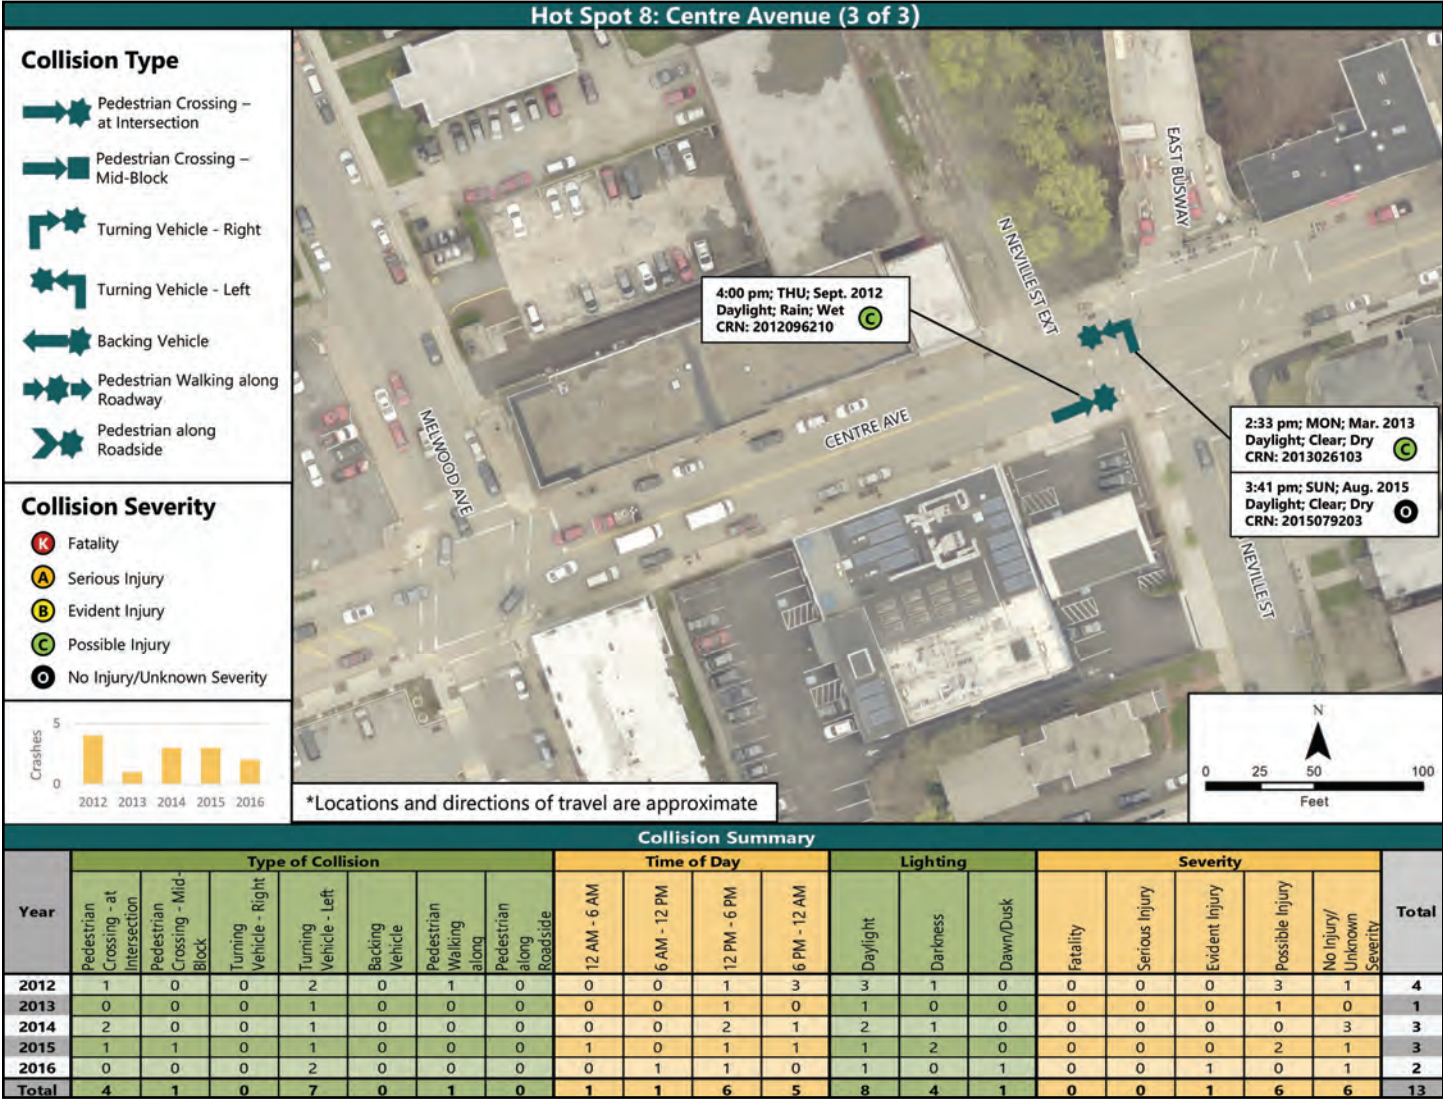 Hot Spot 8: Centre Avenue (3 of 3)
Collision Type
Pedestrian Crossing –
at Intersection
Pedestrian Crossing –
Mid-Block
Turning Vehicle - Right
Turning Vehicle - Left
Backing Vehicle
Pedestrian Walking along
Roadway
Pedestrian along
Roadside
Collision Severity
K Fatality
A Serious Injury
B Evident Injury
C Possible Injury
O No Injury/Unknown Severity
Crashes
5
0
2012 2013 2014 2015 2016
EAST BUSWAY
N NEVILLE ST EXT
4:00 pm; THU; Sept. 2012
Daylight; Rain; Wet
CRN: 2012096210
C
MELWOOD AVE
CENTRE AVE
2:33 pm; MON; Mar. 2013
Daylight; Clear; Dry
CRN: 2013026103
C
3:41 pm; SUN; Aug. 2015
Daylight; Clear; Dry
CRN: 2015079203
O
NEVILLE ST
N
0 25 50 100
Feet
*Locations and directions of travel are approximate
Collision Summary
Year Type of Collision Time of Day Lighting Severity Total
Pedestrian
Crossing - at
Intersection
Pedestrian
Crossing - Mid-
Block
Turning
Vehicle - Right
Turning
Vehicle - Left
Backing
Vehicle
Pedestrian
Walking
along
Pedestrian
along
Roadside
12 AM - 6 AM
6 AM - 12 PM
12 PM - 6 PM
6 PM - 12 AM
Daylight
Darkness
Dawn/Dusk
Fatality
Serious Injury
Evident Injury
Possible Injury
No Injury/
Unknown
Severity
2012 1 0 0 2 0 1 0 0 0 1 3 3 1 0 0 0 0 3 1 4
2013 0 0 0 1 0 0 0 0 0 1 0 1 0 0 0 0 0 1 0 1
2014 2 0 0 1 0 0 0 0 0 2 1 2 1 0 0 0 0 0 3 3
2015 1 1 0 1 0 0 0 1 0 1 1 1 2 0 0 0 0 2 1 3
2016 0 0 0 2 0 0 0 0 1 1 0 1 0 1 0 0 1 0 1 2
Total 4 1 0 7 0 1 0 1 1 6 5 8 4 1 0 0 1 6 6 13